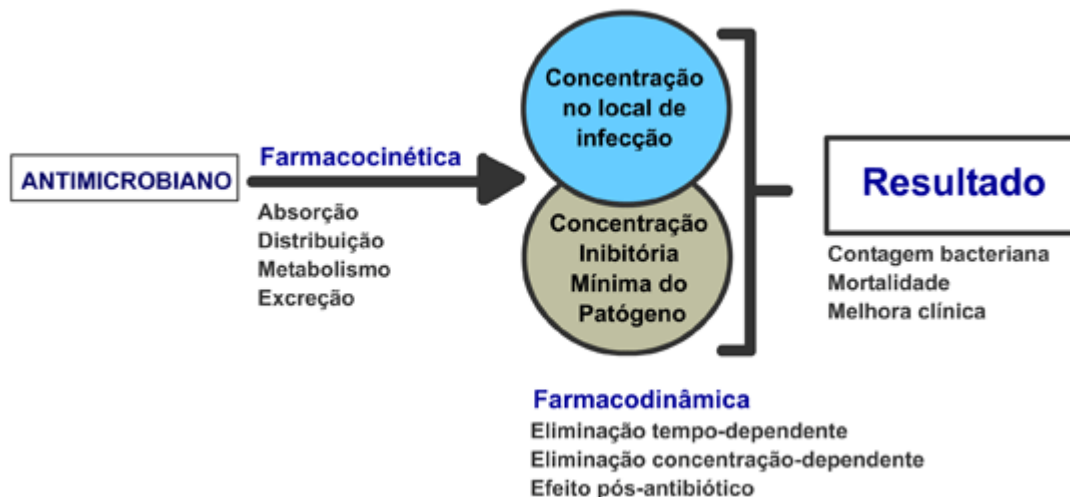 ANTIMICROBIANO
Farmacocinética
Absorção
Distribuição
Metabolismo
Excreção
Concentração
no local de
infecção
Concentração
Inibitória
Mínima do
Patógeno
Farmacodinâmica
Eliminação tempo-dependente
Eliminação concentração-dependente
Efeito pós-antibiótico
Resultado
Contagem bacteriana
Mortalidade
Melhora clínica